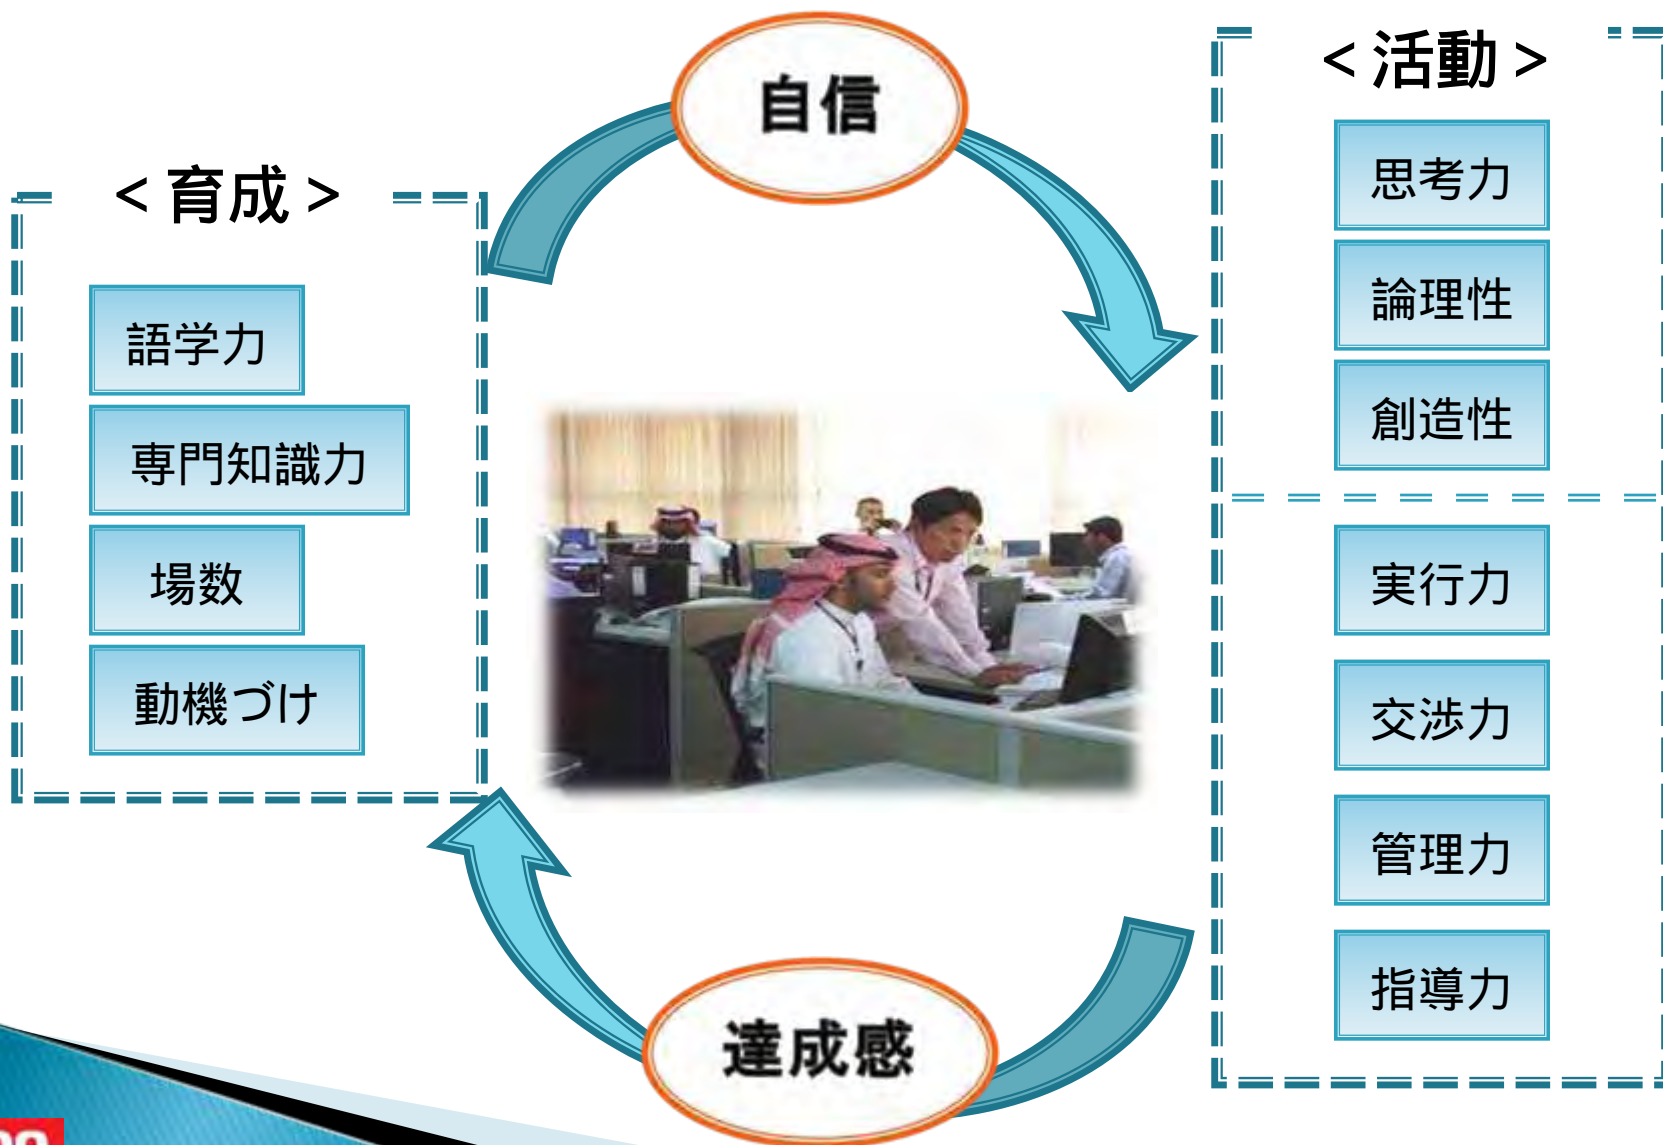 自信
<活動>
思考力
論理性
創造性
実行力
交渉力
管理力
指導力
<育成>
語学力
専門知識力
場数
動機づけ
達成感